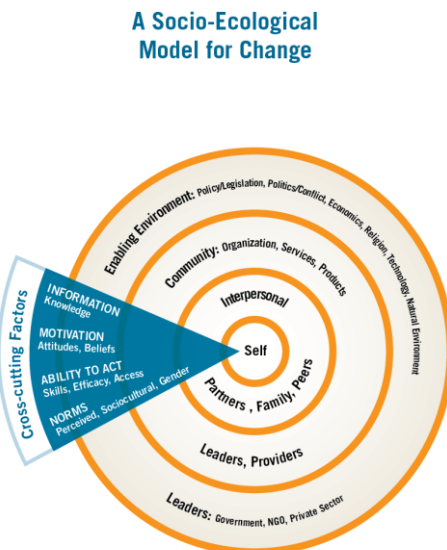 A Socio-Ecological
Model for Change
Enabling Environment: Policy/Legislation, Politics/Conflict, Economics, Religion, Technology, Natural Environment
Community: Organization, Services, Products
Interpersonal
Self
Partners , Family, Peers
Leaders, Providers
Leaders: Government, NGO, Private Sector
Cross-cutting Factors
INFORMATION
Knowledge
MOTIVATION
Attitudes, Beliefs
ABILITY TO ACT
Skills, Efficacy, Access
NORMS
Perceived, Sociocultural, Gender